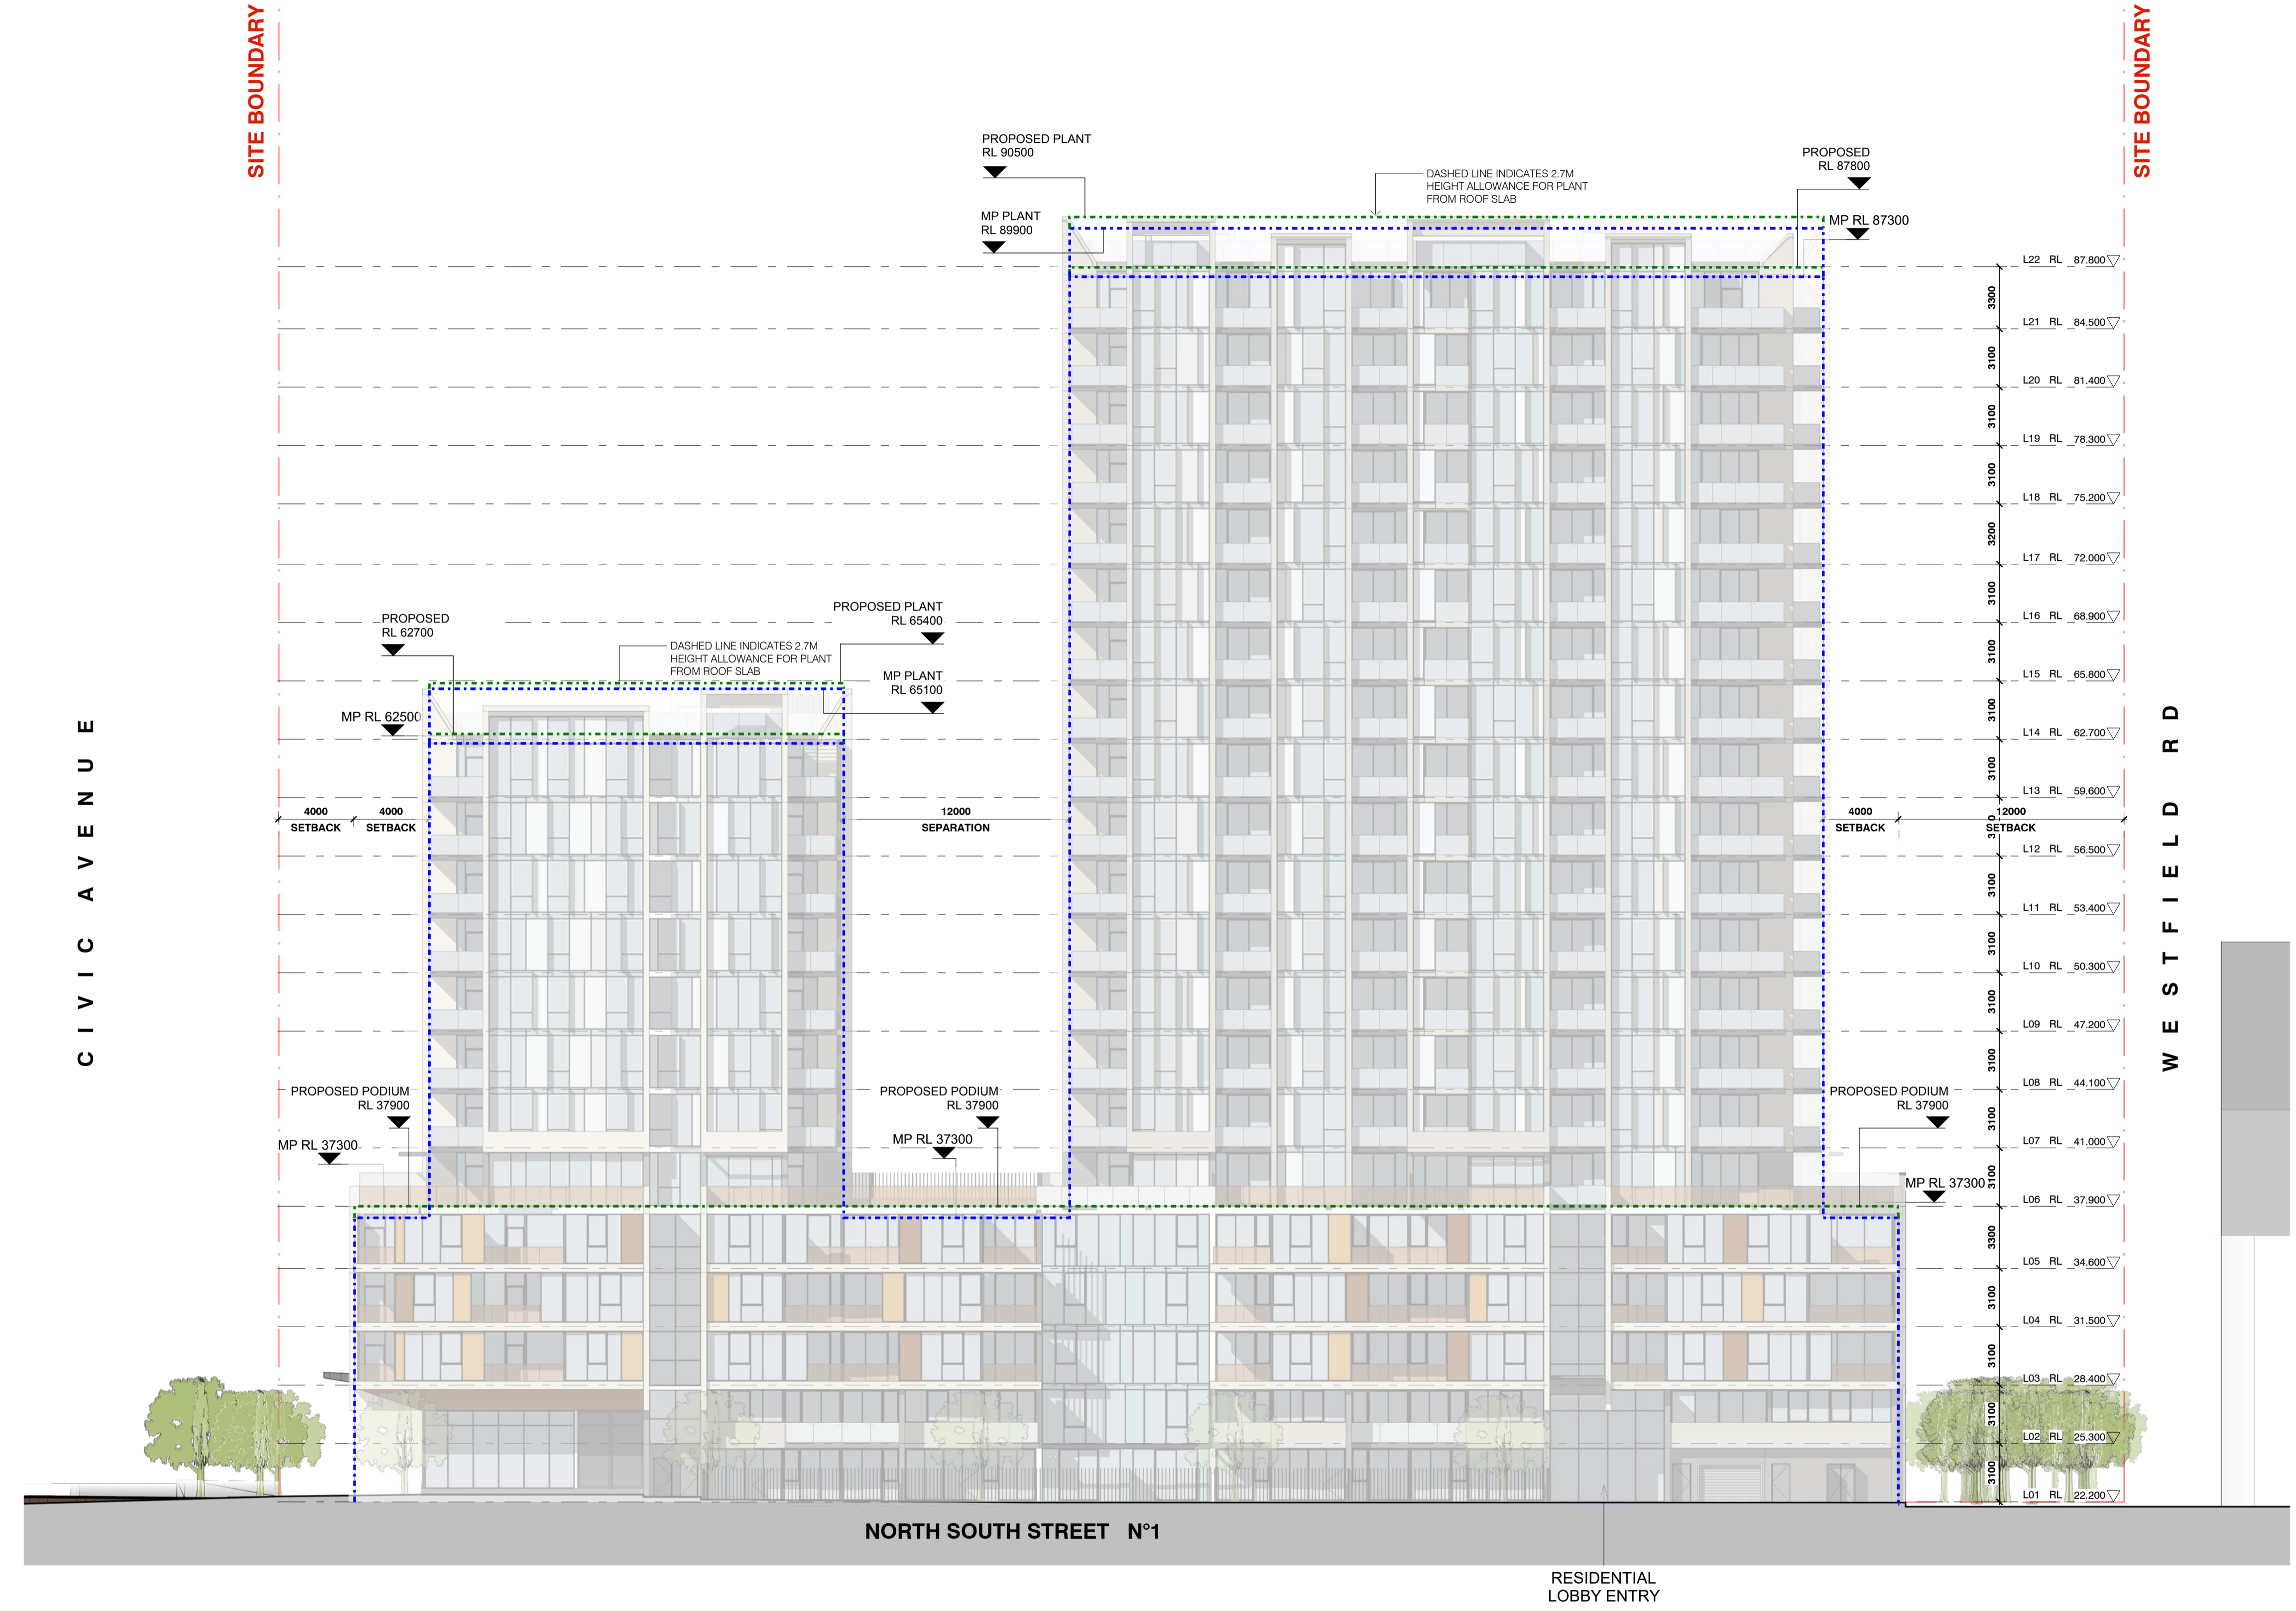 SITE BOUNDARY
SITE BOUNDARY
PROPOSED PLANT
RL 90500
MP PLANT
RL 89900
DASHED LINE INDICATES 2.7M
HEIGHT ALLOWANCE FOR PLANT
FROM ROOF SLAB
PROPOSED
RL 87800
MP RL 87300
L22 RL 87.800
3300
L21 RL 84.500
3100
L20 RL 81.400
3100
L19 RL 78.300
3100
L18 RL 75.200
3200
L17 RL 72.000
3100
L16 RL 68.900
3100
L15 RL 65.800
3100
L14 RL 62.700
3100
L13 RL 59.600
L12 RL 56.500
3100
L11 RL 53.400
3100
L10 RL 50.300
3100
L09 RL 47.200
3100
L08 RL 44.100
3100
L07 RL 41.000
3100
L06 RL 37.900
3300
L05 RL 34.600
3100
L04 RL 31.500
3100
L03 RL 28.400
3100
L02 RL 25.300
3100
L01 RL 22.200
PROPOSED
RL 62700
MP RL 62500
DASHED LINE INDICATES 2.7M
HEIGHT ALLOWANCE FOR PLANT
FROM ROOF SLAB
PROPOSED PLANT
RL 65400
MP PLANT
RL 65100
CIVIC AVENUE
WESTFIELD RD
4000
SETBACK
4000
SETBACK
12000
SEPARATION
4000
SETBACK
12000
SETBACK
PROPOSED PODIUM
RL 37900
MP RL 37300
PROPOSED PODIUM
RL 37900
MP RL 37300
PROPOSED PODIUM
RL 37900
MP RL 37300
NORTH SOUTH STREET N°1
RESIDENTIAL
LOBBY ENTRY